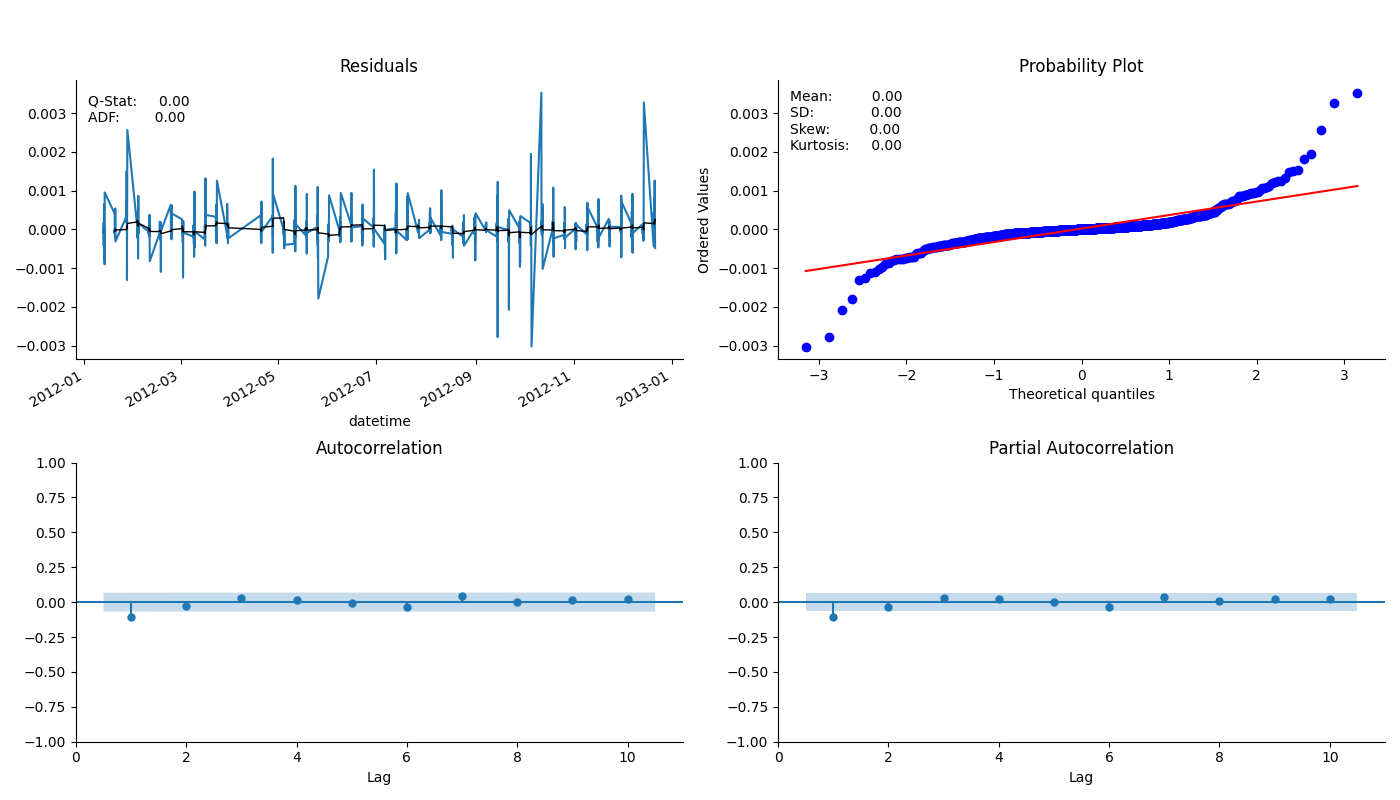 Residuals
Q-Stat: 0.00
ADF: 0.00
0.003
0.002
0.001
0.000
−0.001
−0.002
−0.003
2012-01
2012-03
2012-05
2012-07
2012-09
2012-11
2013-01
datetime
Probability Plot
Mean: 0.00
SD: 0.00
Skew: 0.00
Kurtosis: 0.00
Ordered Values
0.003
0.002
0.001
0.000
−0.001
−0.002
−0.003
−3 −2 −1 0 1 2 3
Theoretical quantiles
Autocorrelation
1.00
0.75
0.50
0.25
0.00
−0.25
−0.50
−0.75
−1.00
0 2 4 6 8 10
Lag
Partial Autocorrelation
1.00
0.75
0.50
0.25
0.00
−0.25
−0.50
−0.75
−1.00
0 2 4 6 8 10
Lag